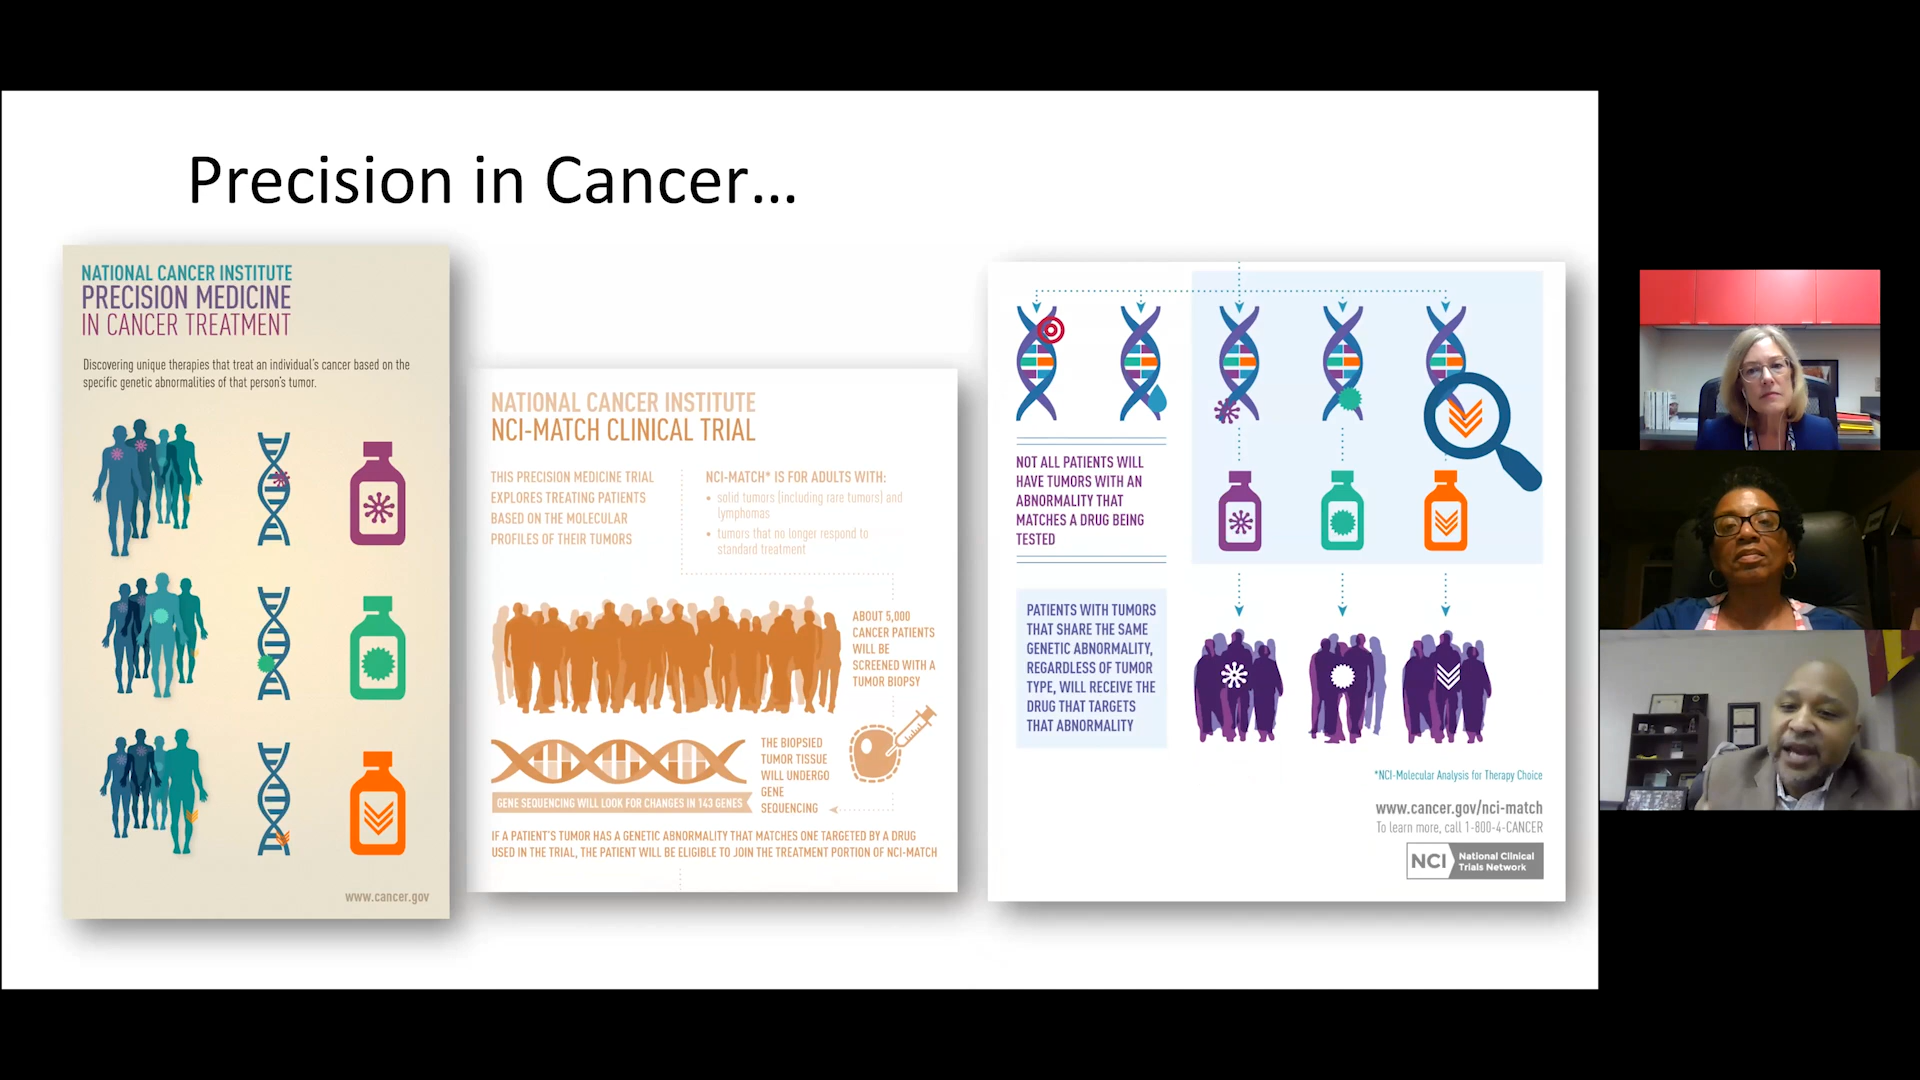 Precision in Cancer...
NATIONAL CANCER INSTITUTE
PRECISION MEDICINE
IN CANCER TREATMENT
Discovering unique therapies that treat an individual's cancer based on the
specific genetic abnormalities of that person's tumor.
www.cancer.gov
NATIONAL CANCER INSTITUTE
NCI-MATCH CLINICAL TRIAL
THIS PRECISION MEDICINE TRIAL
EXPLORES TREATING PATIENTS
BASED ON THE MOLECULAR
PROFILES OF THEIR TUMORS
NCI-MATCH* IS FOR ADULTS WITH:
• solid tumors (including rare tumors) and
lymphomas
• tumors that no longer respond to
standard treatment
ABOUT 5,000
CANCER PATIENTS
WILL BE
SCREENED WITH A
TUMOR BIOPSY
THE BIOPSIED
TUMOR TISSUE
WILL UNDERGO
GENE
SEQUENCING
GENE SEQUENCING WILL LOOK FOR CHANGES IN 143 GENES
IF A PATIENT'S TUMOR HAS A GENETIC ABNORMALITY THAT MATCHES ONE TARGETED BY A DRUG
USED IN THE TRIAL, THE PATIENT WILL BE ELIGIBLE TO JOIN THE TREATMENT PORTION OF NCI-MATCH
NOT ALL PATIENTS WILL
HAVE TUMORS WITH AN
ABNORMALITY THAT
MATCHES A DRUG BEING
TESTED
PATIENTS WITH TUMORS
THAT SHARE THE SAME
GENETIC ABNORMALITY,
REGARDLESS OF TUMOR
TYPE, WILL RECEIVE THE
DRUG THAT TARGETS
THAT ABNORMALITY
*NCI-Molecular Analysis for Therapy Choice
www.cancer.gov/nci-match
To learn more, call 1-800-4-CANCER
NCI National Clinical
Trials Network